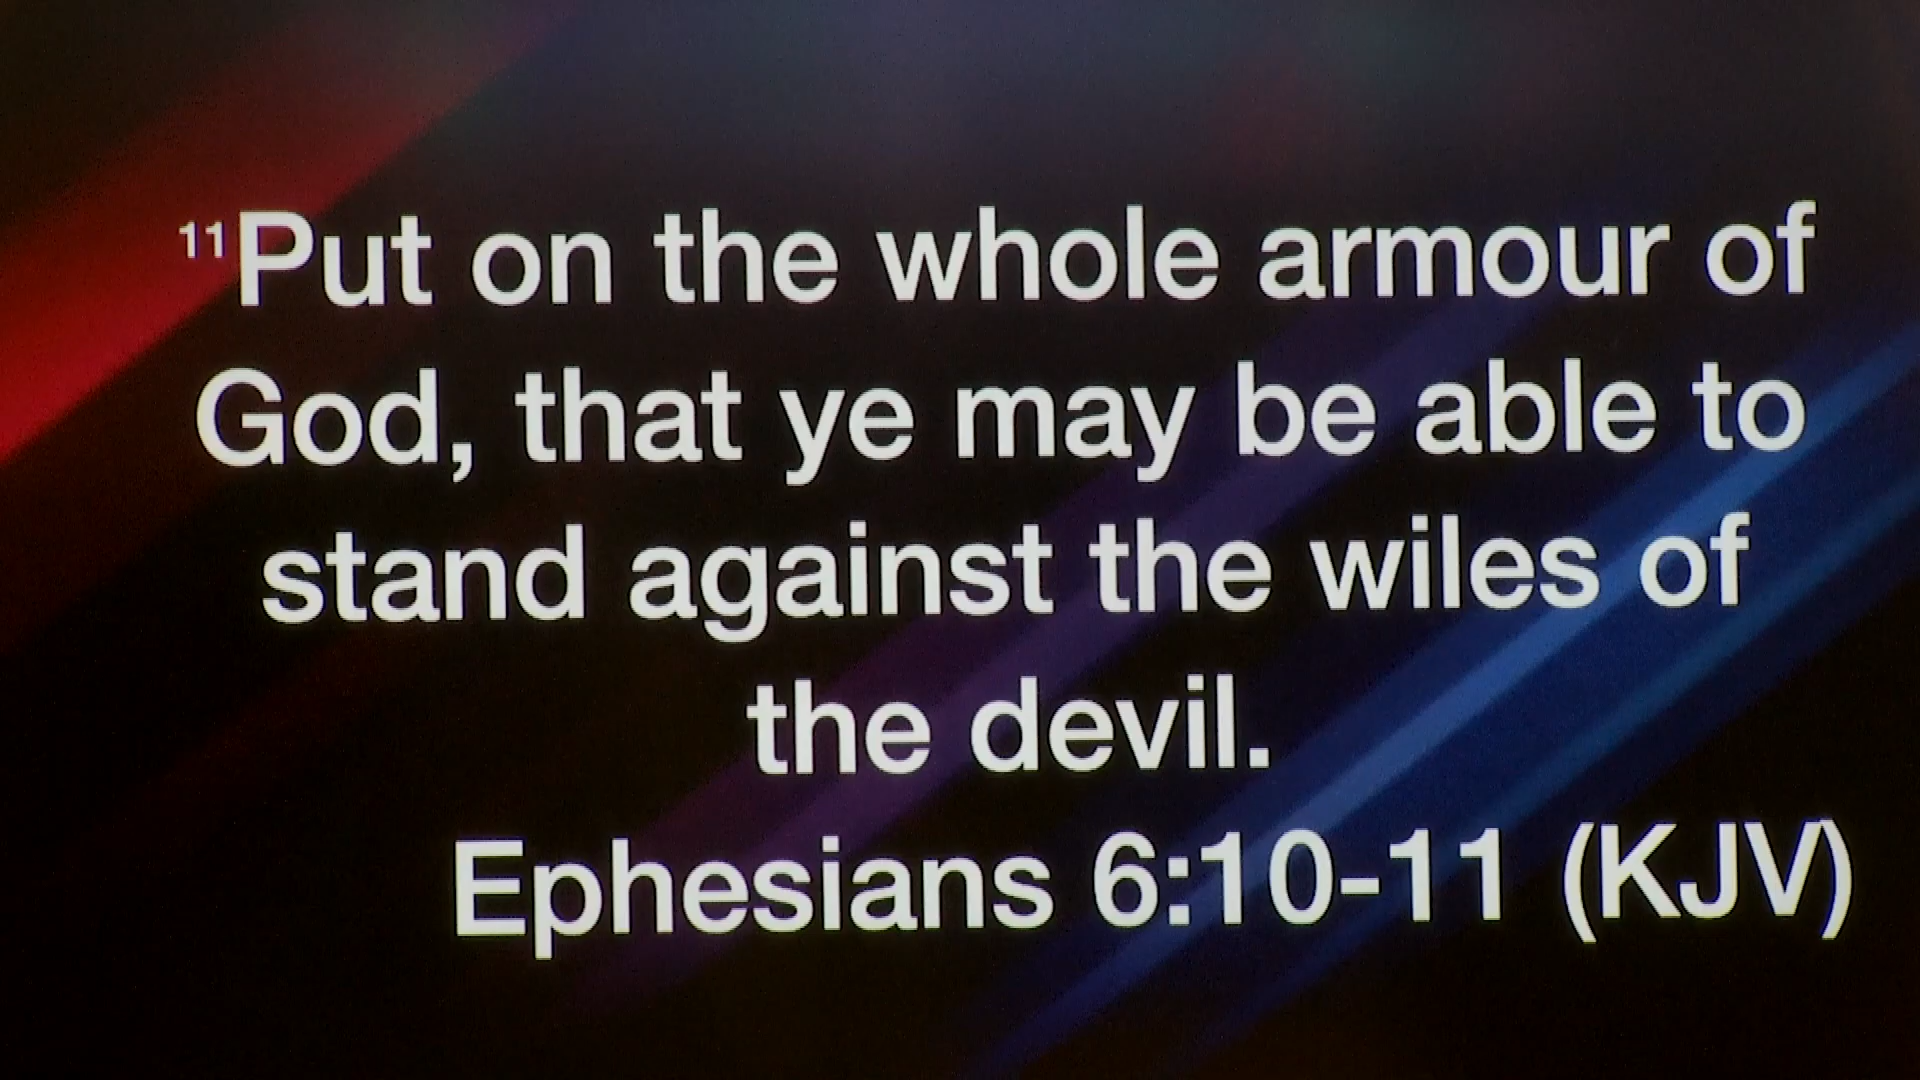 11Put on the whole armour of
God, that ye may be able to
stand against the wiles of
the devil.
Ephesians 6:10-11 (KJV)